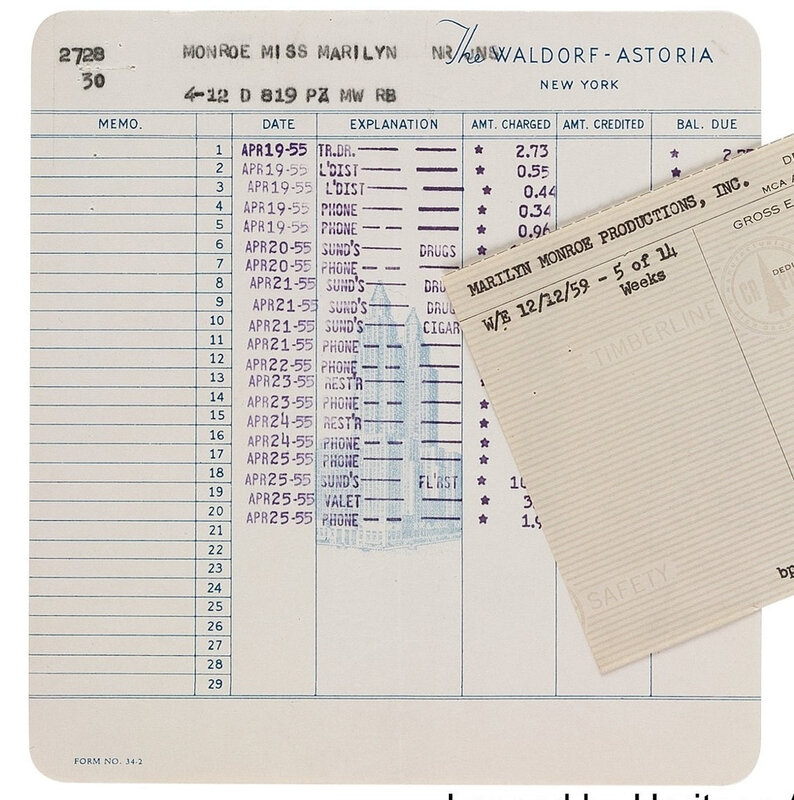 2728 MONROE MISS MARILYN NR JNS
The WALDORF-ASTORIA
30
4-12 D 819 PZ MW RB
NEW YORK
MEMO. DATE EXPLANATION AMT. CHARGED AMT. CREDITED BAL. DUE
1 APR19-55 TR.DR. * 2.73 *
2 APR19-55 L'DIST * 0.55
3 APR19-55 L'DIST * 0.44
4 APR19-55 PHONE * 0.34
5 APR19-55 PHONE * 0.96
6 APR20-55 SUND'S DRUGS
7 APR20-55 PHONE
8 APR21-55 SUND'S
9 APR21-55 SUND'S
10 APR21-55 SUND'S CIGAR
11 APR21-55 PHONE
12 APR22-55 PHONE
13 APR23-55 REST'R *
14 APR23-55 PHONE *
15 APR24-55 REST'R *
16 APR24-55 PHONE *
17 APR25-55 PHONE *
18 APR25-55 SUND'S FL'RST *
19 APR25-55 VALET *
20 APR25-55 PHONE *
21
22
23
24
25
26
27
28
29
FORM NO. 34-2
MCA
MARILYN MONROE PRODUCTIONS, INC.
GROSS
W/E 12/12/59 - 5 of 14
Weeks
TIMBERLINE
SAFETY